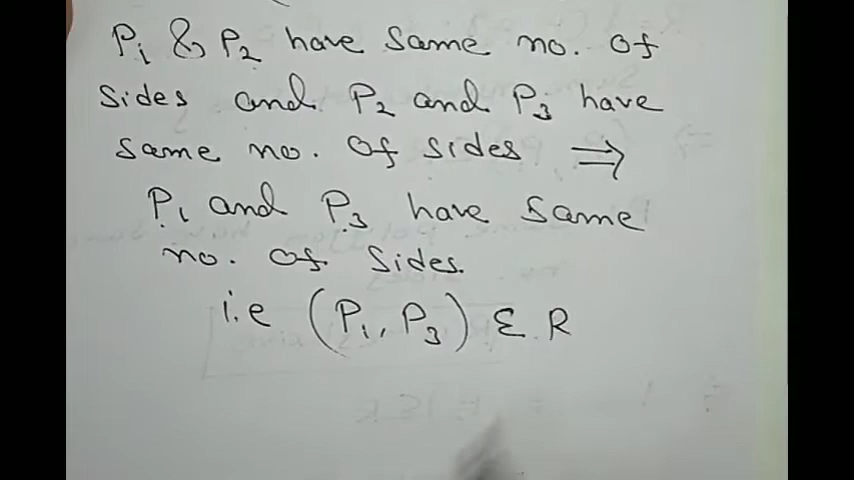 P₁ & P₂ have same no. of
sides and P₂ and P₃ have
same no. of sides ⇒
P₁ and P₃ have same
no. of sides.
i.e (P₁, P₃) ∈ R